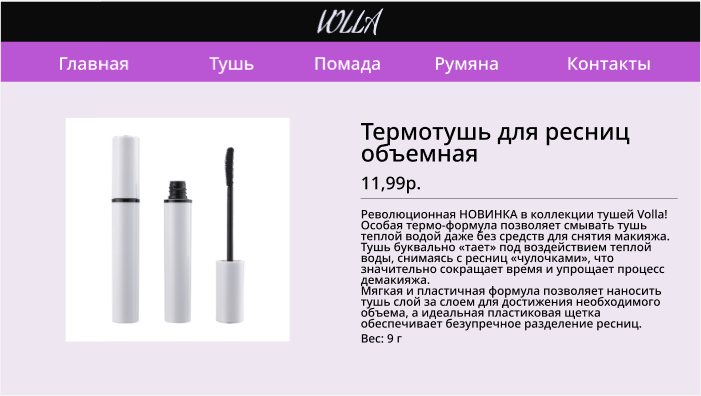 VOLLA
Главная Тушь Помада Румяна Контакты
Термотушь для ресниц
объемная
11,99р.
Революционная НОВИНКА в коллекции тушей Volla!
Особая термо-формула позволяет смывать тушь
теплой водой даже без средств для снятия макияжа.
Тушь буквально «тает» под воздействием теплой
воды, снимаясь с ресниц «чулочками», что
значительно сокращает время и упрощает процесс
демакияжа.
Мягкая и пластичная формула позволяет наносить
тушь слой за слоем для достижения необходимого
объема, а идеальная пластиковая щетка
обеспечивает безупречное разделение ресниц.
Вес: 9 г